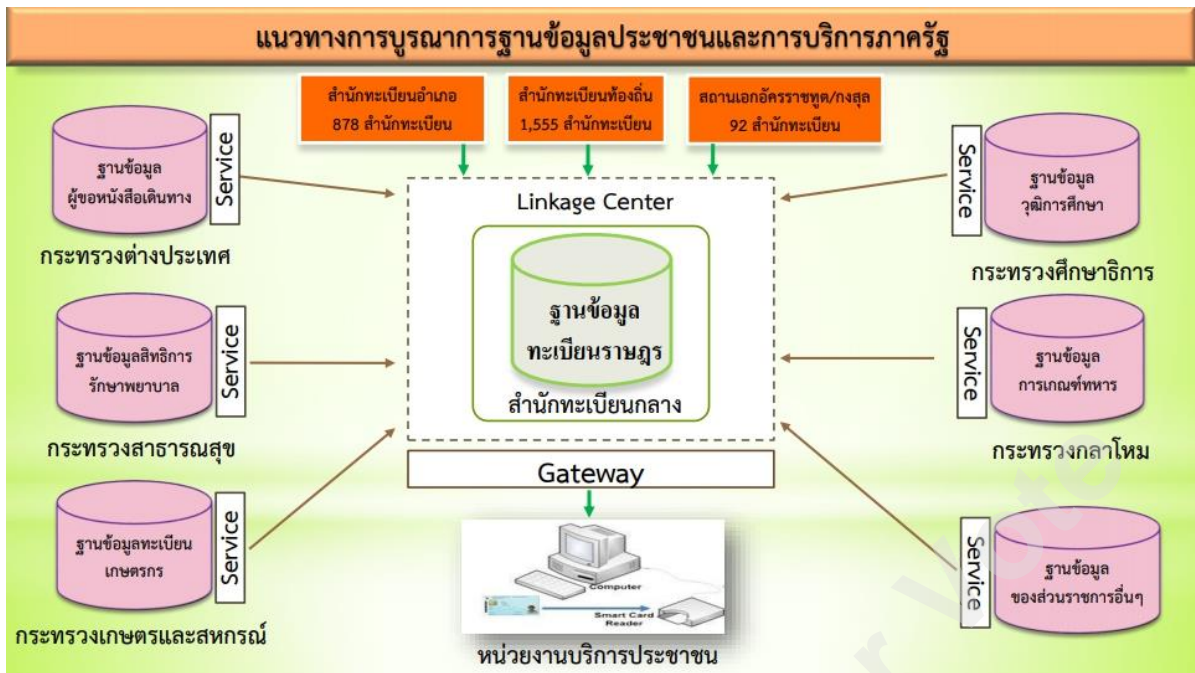 แนวทางการบูรณาการฐานข้อมูลประชาชนและการบริการภาครัฐ
สำนักทะเบียนอำเภอ
878 สำนักทะเบียน
สำนักทะเบียนท้องถิ่น
1,555 สำนักทะเบียน
สถานเอกอัครราชทูต/กงสุล
92 สำนักทะเบียน
ฐานข้อมูล
ผู้ขอหนังสือเดินทาง
Service
กระทรวงต่างประเทศ
ฐานข้อมูลสิทธิการ
รักษาพยาบาล
Service
กระทรวงสาธารณสุข
ฐานข้อมูลทะเบียน
เกษตรกร
Service
กระทรวงเกษตรและสหกรณ์
Linkage Center
ฐานข้อมูล
ทะเบียนราษฎร
สำนักทะเบียนกลาง
Gateway
Computer
Smart Card
Reader
หน่วยงานบริการประชาชน
Service
ฐานข้อมูล
วุฒิการศึกษา
กระทรวงศึกษาธิการ
Service
ฐานข้อมูล
การเกณฑ์ทหาร
กระทรวงกลาโหม
Service
ฐานข้อมูล
ของส่วนราชการอื่นๆ
Vote